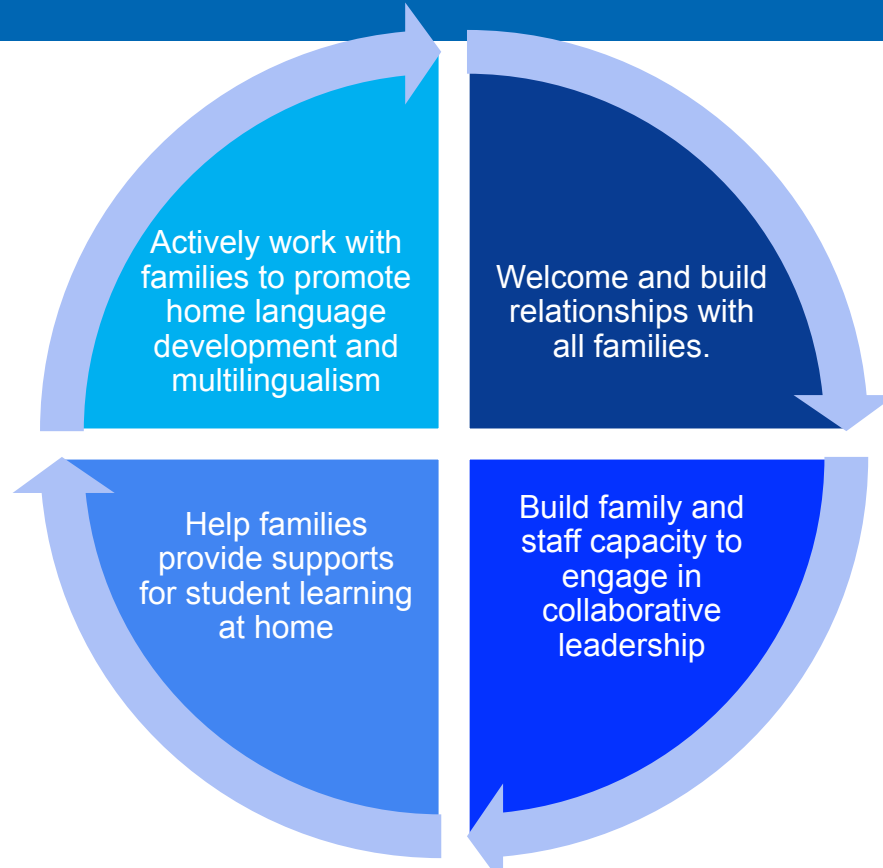 Actively work with
families to promote
home language
development and
multilingualism
Welcome and build
relationships with
all families.
Help families
provide supports
for student learning
at home
Build family and
staff capacity to
engage in
collaborative
leadership